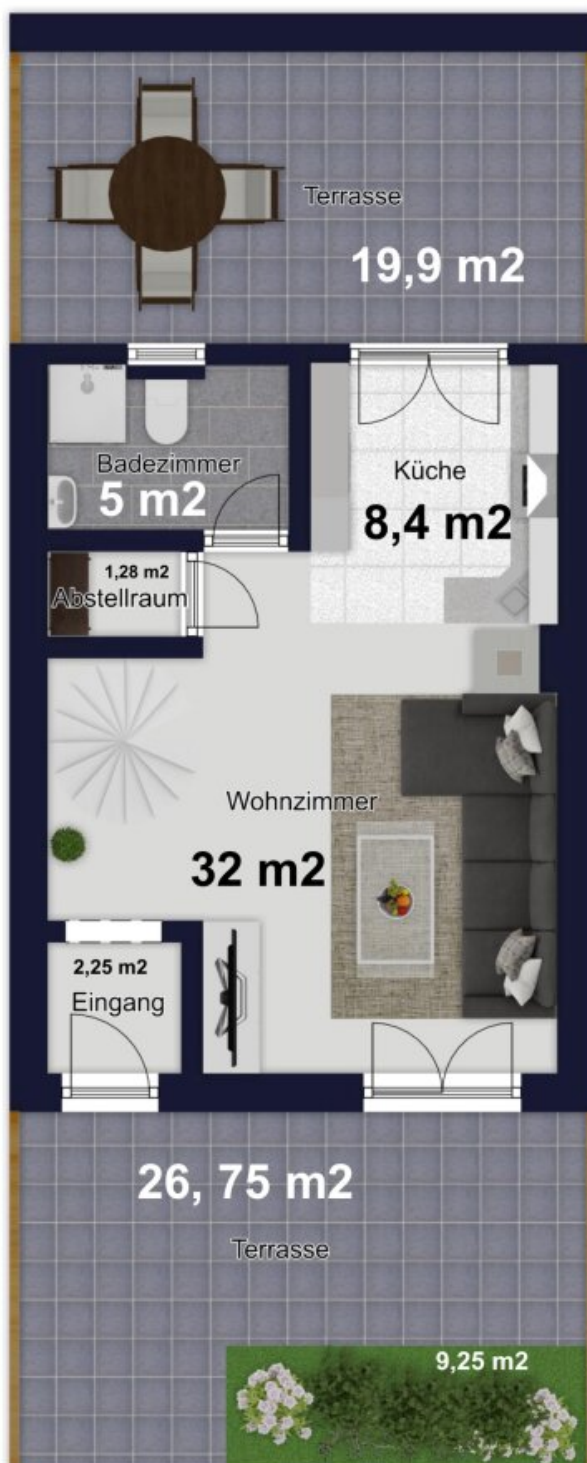 Terrasse
19,9 m2
Badezimmer
5 m2
Küche
8,4 m2
1,28 m2
Abstellraum
Wohnzimmer
32 m2
2,25 m2
Eingang
26, 75 m2
Terrasse
9,25 m2